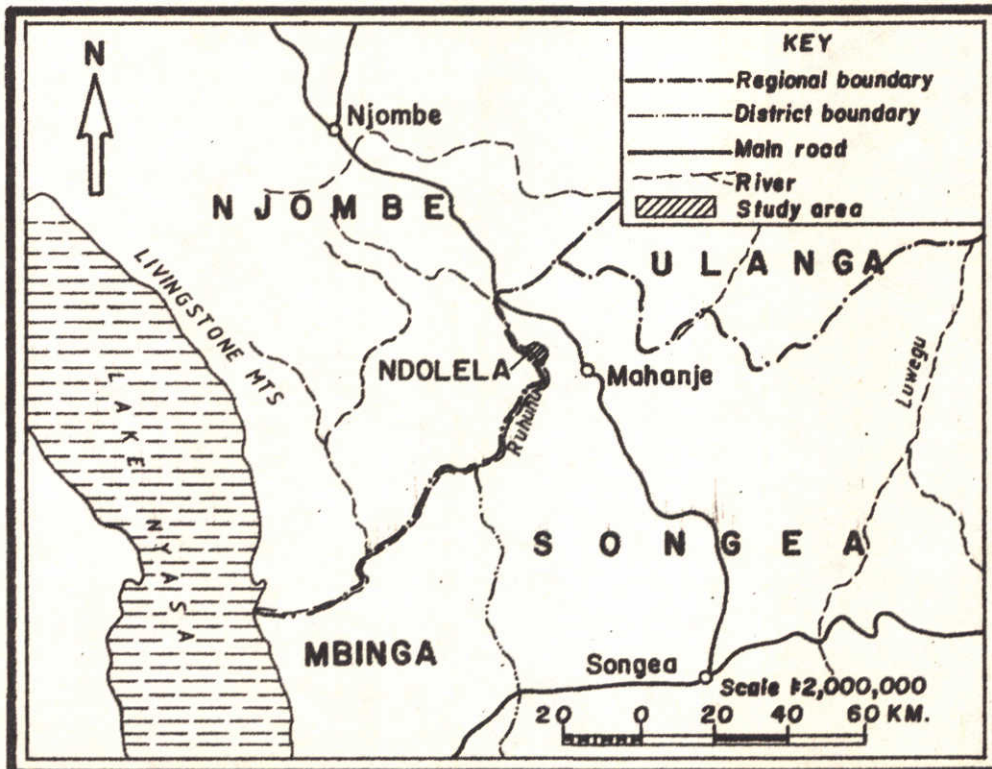 KEY
Regional boundary
District boundary
Main road
River
Study area
N
Njombe
NJOMBE
ULANGA
LIVINGSTONE MTS
NDOLELA
Mahanje
Luwegu
Ruhuhu
LAKE NYASA
SONGEA
MBINGA
Songea
Scale 1:2,000,000
20 0 20 40 60 KM.